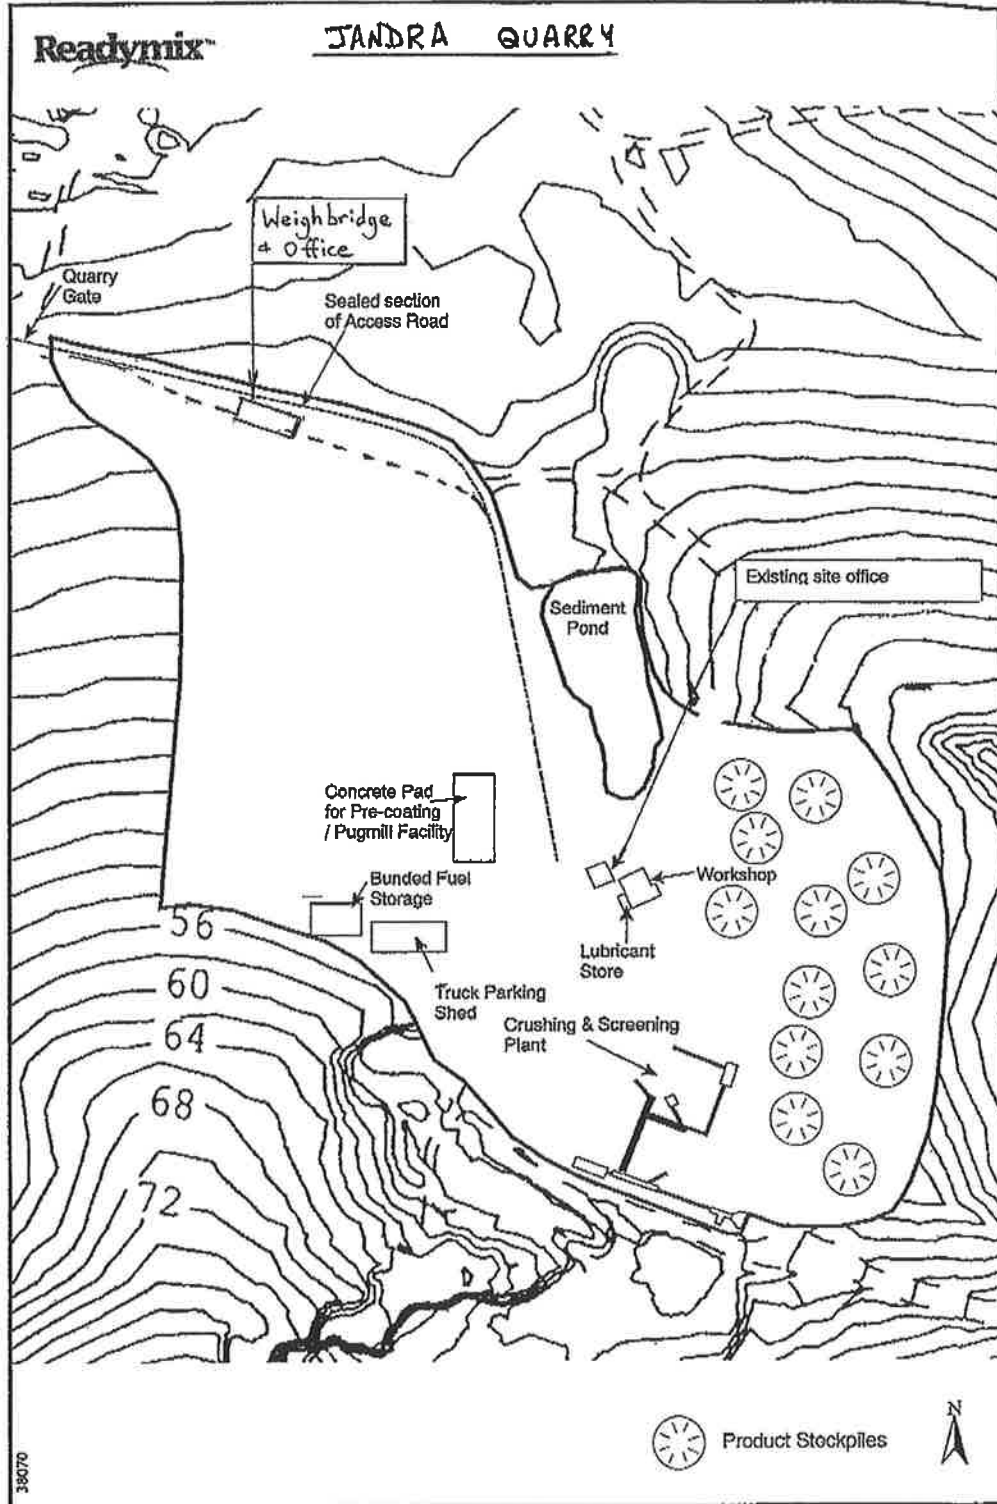 Readymix™
JANDRA QUARRY
Weighbridge
& Office
Quarry
Gate
Sealed section
of Access Road
Existing site office
Sediment
Pond
Concrete Pad
for Pre-coating
/ Pugmill Facility
Bunded Fuel
Storage
Workshop
Lubricant
Store
Truck Parking
Shed
Crushing & Screening
Plant
56
60
64
68
72
D
Product Stockpiles
N
38070